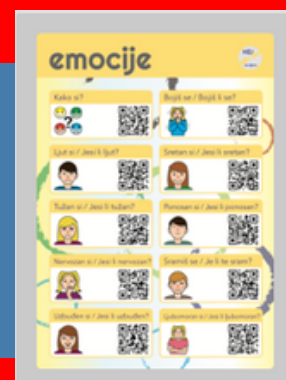 emocije
Kako si?
Bojiš se / Bojiš li se?
Ljut si / Jesi li ljut?
Sretan si / Jesi li sretan?
Tužan si / Jesi li tužan?
Ponosan si / Jesi li ponosan?
Nervozan si / Jesi li nervozan?
Sramiš se / Je li te sram?
Uzbuđen si / Jesi li uzbuđen?
Ljubomoran si / Jesi li ljubomoran?